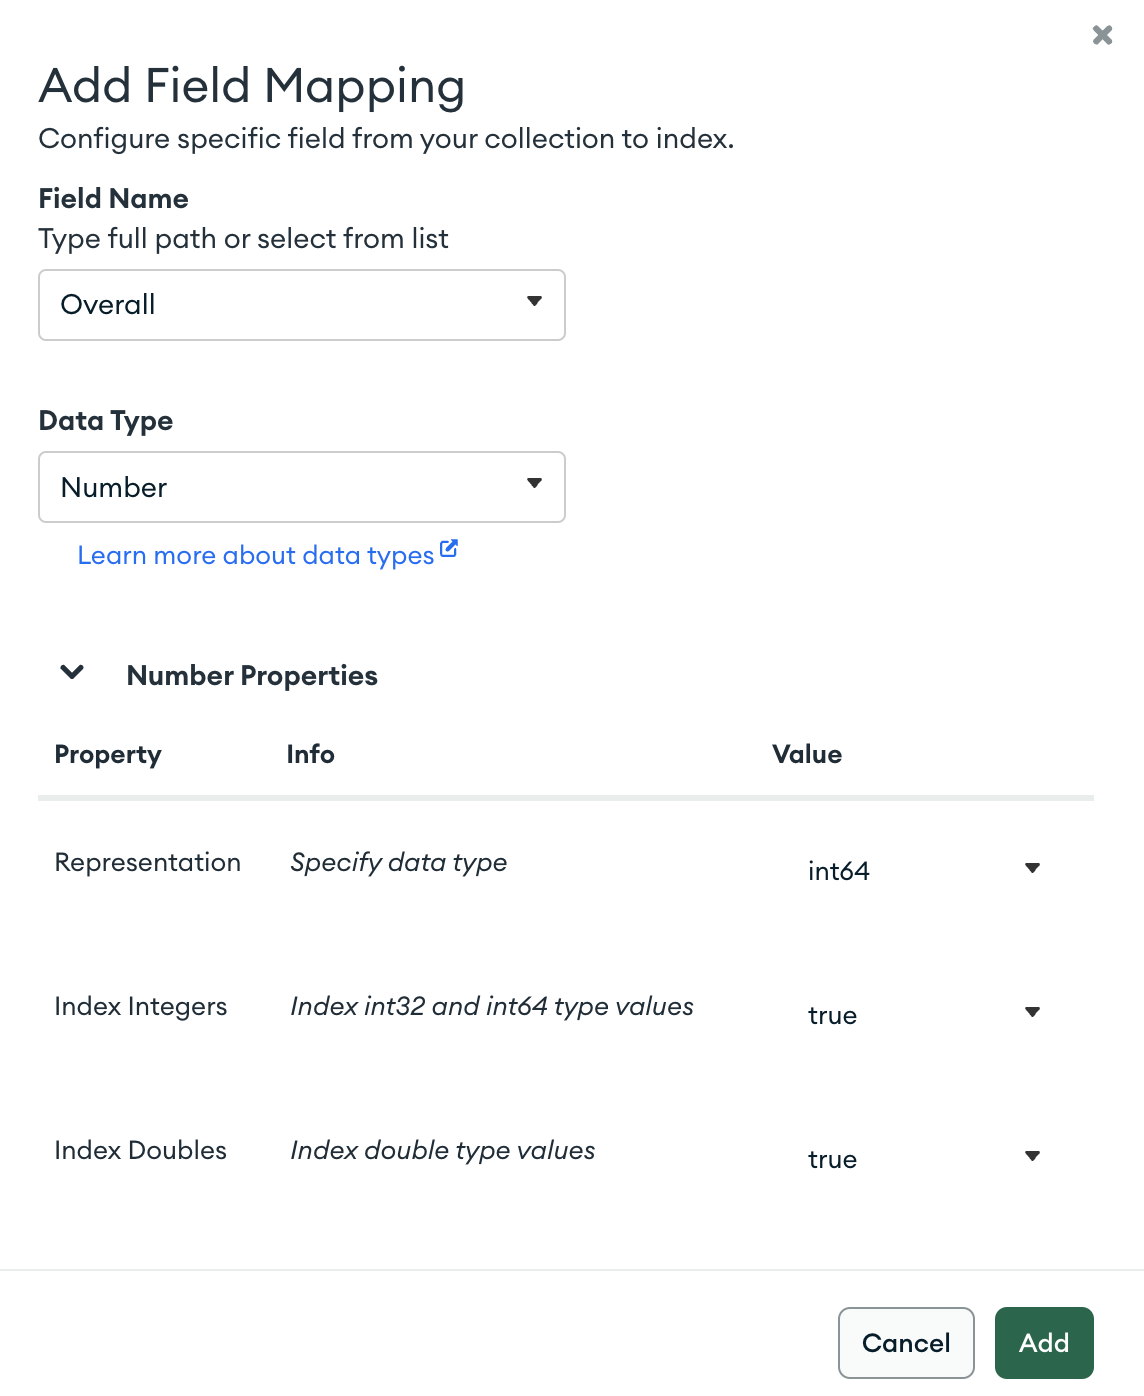 Add Field Mapping
Configure specific field from your collection to index.
Field Name
Type full path or select from list
Overall
Data Type
Number
Learn more about data types
Number Properties
Property Info Value
Representation Specify data type int64
Index Integers Index int32 and int64 type values true
Index Doubles Index double type values true
Cancel Add